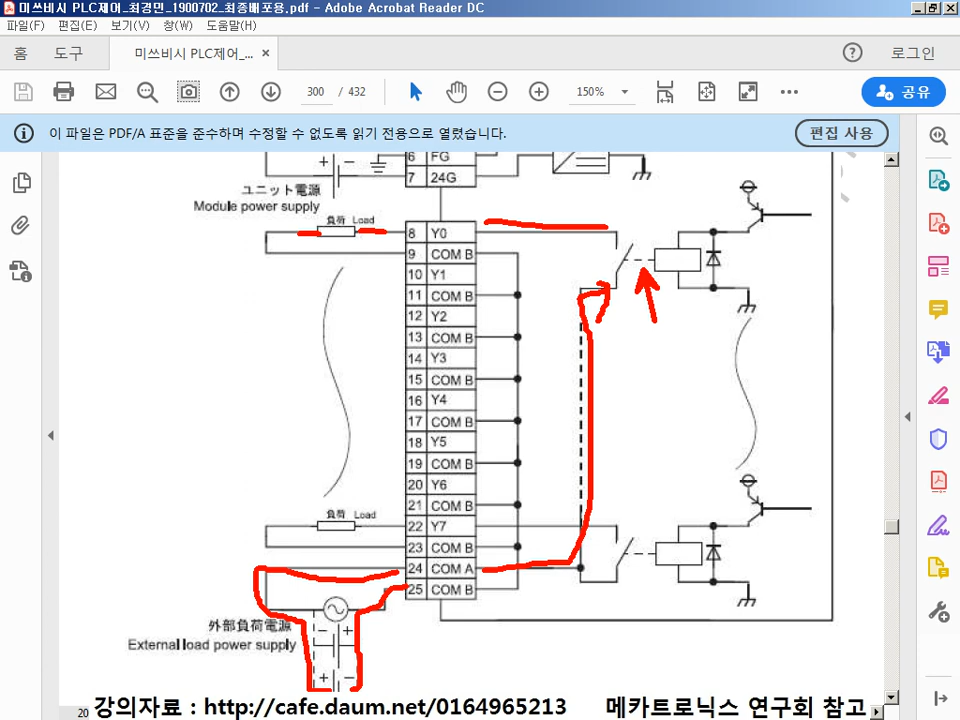 미쓰비시 PLC제어_최경민_1900702_최종배포용.pdf - Adobe Acrobat Reader DC
파일(F) 편집(E) 보기(V) 창(W) 도움말(H)
홈 도구 미쓰비시 PLC제어_... × ? 로그인
300 / 432 150% 공유
이 파일은 PDF/A 표준을 준수하며 수정할 수 없도록 읽기 전용으로 열렸습니다. 편집 사용
6 FG
+ −
7 24G
ユニット電源
Module power supply
負荷 Load
8 Y0
9 COM B
10 Y1
11 COM B
12 Y2
13 COM B
14 Y3
15 COM B
16 Y4
17 COM B
18 Y5
19 COM B
20 Y6
21 COM B
負荷 Load
22 Y7
23 COM B
24 COM A
25 COM B
外部負荷電源
− +
External load power supply
+ −
20 강의자료 : http://cafe.daum.net/0164965213 메카트로닉스 연구회 참고